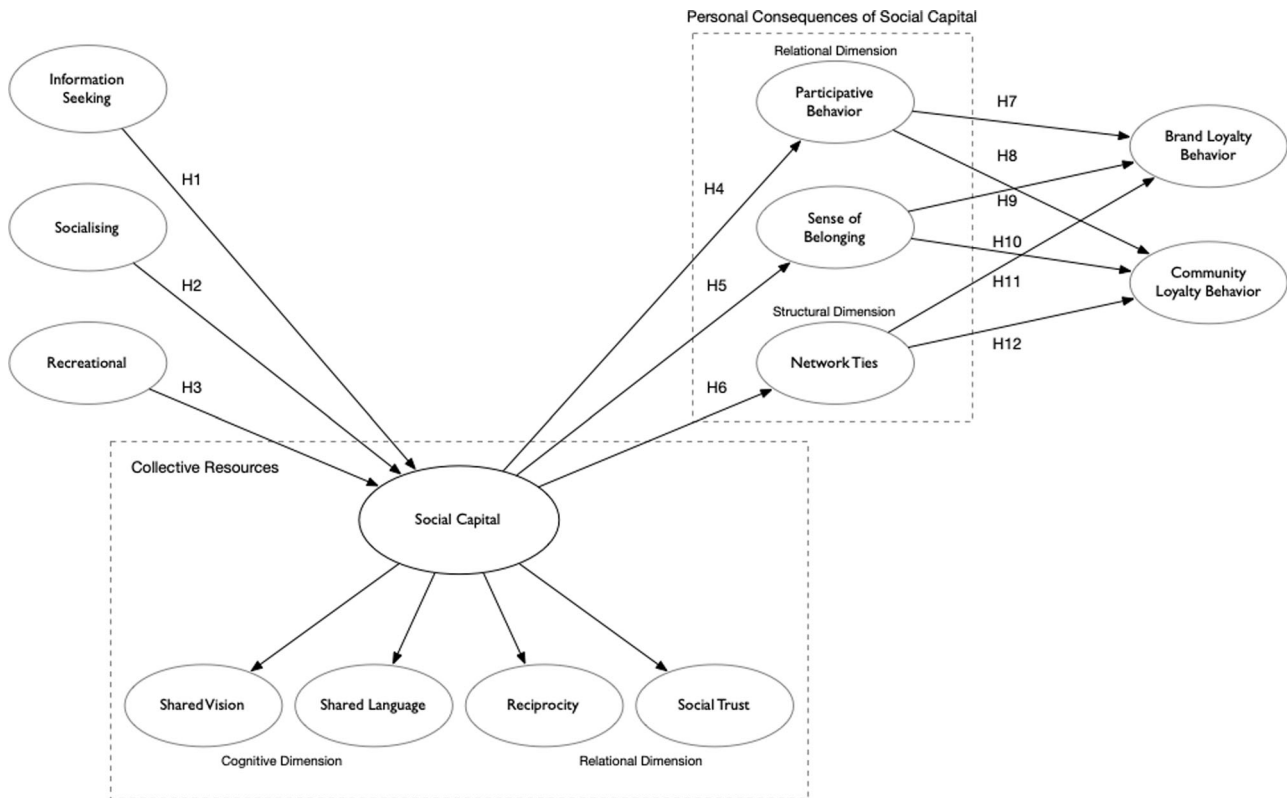 Personal Consequences of Social Capital
Relational Dimension
Information
Seeking
Participative
Behavior
H7
Brand Loyalty
Behavior
H1
H4
H8
Socialising
Sense of
Belonging
H9
H2
H5
H10
Community
Loyalty Behavior
H11
Structural Dimension
Recreational
Network Ties
H12
H3
H6
Collective Resources
Social Capital
Shared Vision
Shared Language
Reciprocity
Social Trust
Cognitive Dimension
Relational Dimension